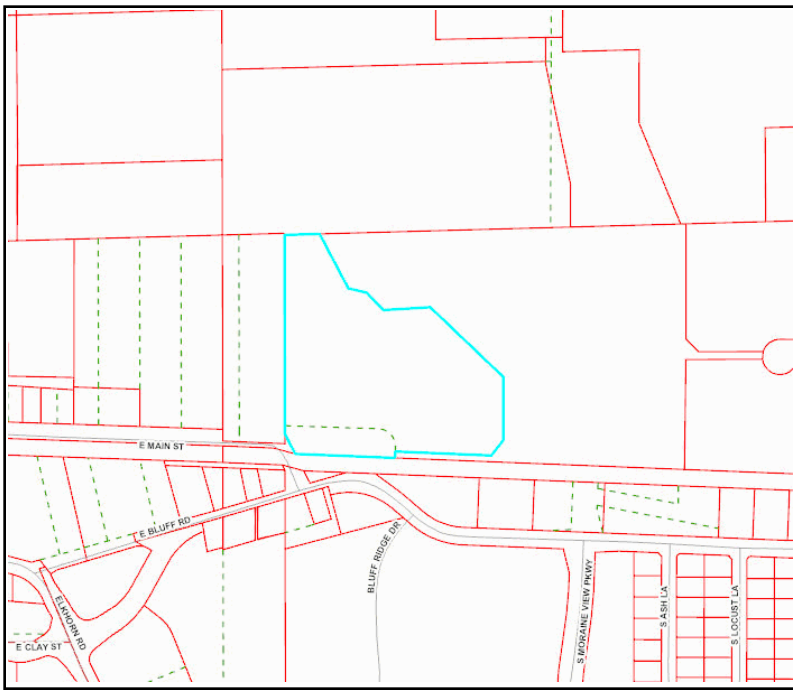 E MAIN ST
E BLUFF RD
BLUFF RIDGE DR
ELKHORN RD
E CLAY ST
S MORAINE VIEW PKWY
S ASH LA
S LOCUST LA